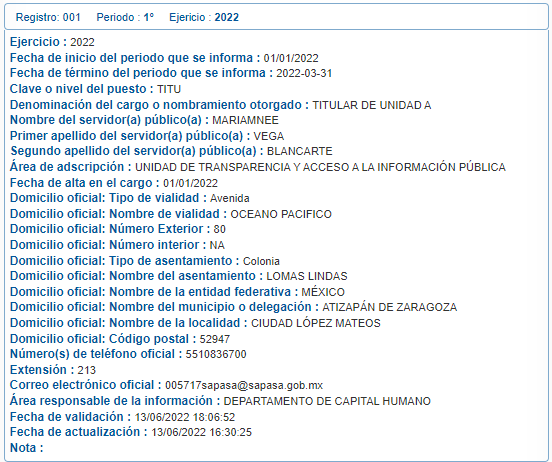 Registro: 001 Periodo : 1º Ejericio : 2022
Ejercicio : 2022
Fecha de inicio del periodo que se informa : 01/01/2022
Fecha de término del periodo que se informa : 2022-03-31
Clave o nivel del puesto : TITU
Denominación del cargo o nombramiento otorgado : TITULAR DE UNIDAD A
Nombre del servidor(a) público(a) : MARIAMNEE
Primer apellido del servidor(a) público(a) : VEGA
Segundo apellido del servidor(a) público(a) : BLANCARTE
Área de adscripción : UNIDAD DE TRANSPARENCIA Y ACCESO A LA INFORMACIÓN PÚBLICA
Fecha de alta en el cargo : 01/01/2022
Domicilio oficial: Tipo de vialidad : Avenida
Domicilio oficial: Nombre de vialidad : OCEANO PACIFICO
Domicilio oficial: Número Exterior : 80
Domicilio oficial: Número interior : NA
Domicilio oficial: Tipo de asentamiento : Colonia
Domicilio oficial: Nombre del asentamiento : LOMAS LINDAS
Domicilio oficial: Nombre de la entidad federativa : MÉXICO
Domicilio oficial: Nombre del municipio o delegación : ATIZAPÁN DE ZARAGOZA
Domicilio oficial: Nombre de la localidad : CIUDAD LÓPEZ MATEOS
Domicilio oficial: Código postal : 52947
Número(s) de teléfono oficial : 5510836700
Extensión : 213
Correo electrónico oficial : 005717sapasa@sapasa.gob.mx
Área responsable de la información : DEPARTAMENTO DE CAPITAL HUMANO
Fecha de validación : 13/06/2022 18:06:52
Fecha de actualización : 13/06/2022 16:30:25
Nota :